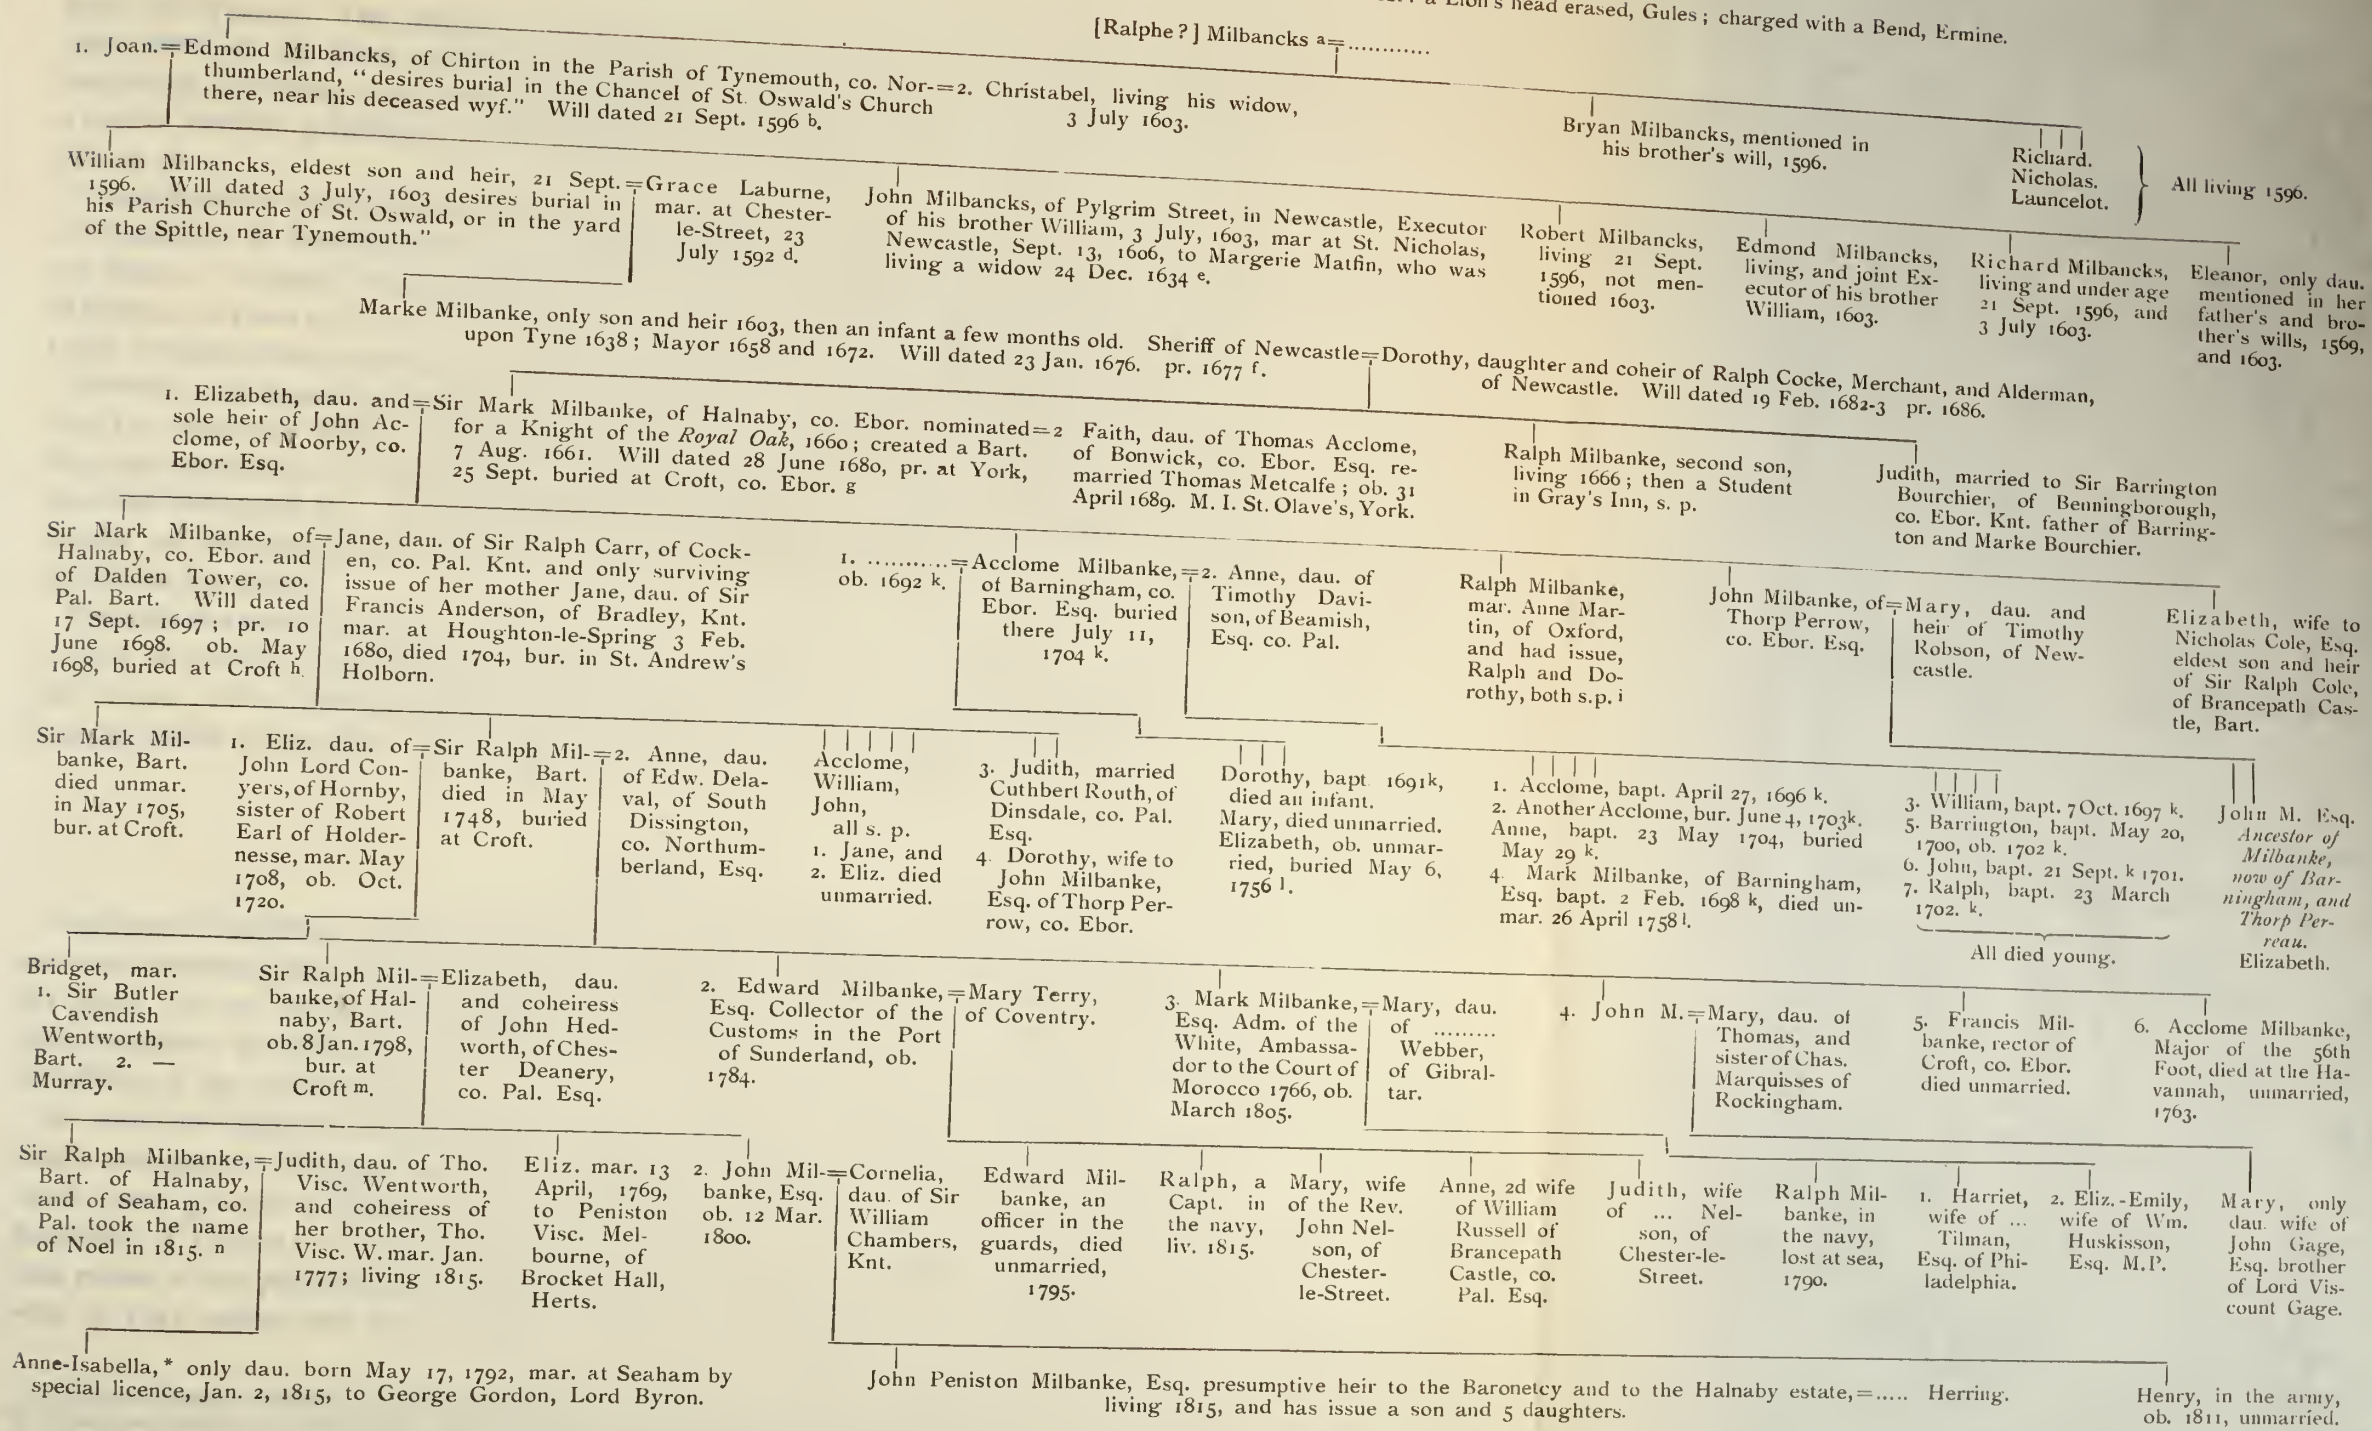 a Lion's head erased, Gules; charged with a Bend, Ermine.
[Ralphe?] Milbancks a=............
1. Joan.=Edmond Milbancks, of Chirton in the Parish of Tynemouth, co. Nor-=2. Christabel, living his widow,
thumberland, “desires burial in the Chancel of St. Oswald's Church
there, near his deceased wyf.” Will dated 21 Sept. 1596 b.
3 July 1603.
Bryan Milbancks, mentioned in
his brother's will, 1596.
Richard.
Nicholas.
Launcelot.
All living 1596.
William Milbancks, eldest son and heir, 21 Sept.=
1596. Will dated 3 July, 1603 desires burial in
his Parish Churche of St. Oswald, or in the yard
of the Spittle, near Tynemouth.”
Grace Laburne,
mar. at Chester-
le-Street, 23
July 1592 d.
John Milbancks, of Pylgrim Street, in Newcastle, Executor
of his brother William, 3 July, 1603, mar at St. Nicholas,
Newcastle, Sept. 13, 1606, to Margerie Matfin, who was
living a widow 24 Dec. 1634 e.
Robert Milbancks,
living 21 Sept.
1596, not men-
tioned 1603.
Edmond Milbancks,
living, and joint Ex-
ecutor of his brother
William, 1603.
Richard Milbancks,
living and under age
21 Sept. 1596, and
3 July 1603.
Eleanor, only dau.
mentioned in her
father's and bro-
ther's wills, 1569,
and 1603.
Marke Milbanke, only son and heir 1603, then an infant a few months old. Sheriff of Newcastle=
upon Tyne 1638; Mayor 1658 and 1672. Will dated 23 Jan. 1676. pr. 1677 f.
Dorothy, daughter and coheir of Ralph Cocke, Merchant, and Alderman,
of Newcastle. Will dated 19 Feb. 1682-3 pr. 1686.
1. Elizabeth, dau. and=
sole heir of John Ac-
clome, of Moorby, co.
Ebor. Esq.
Sir Mark Milbanke, of Halnaby, co. Ebor. nominated=
for a Knight of the Royal Oak, 1660; created a Bart.
7 Aug. 1661. Will dated 28 June 1680, pr. at York,
25 Sept. buried at Croft, co. Ebor. g
2 Faith, dau. of Thomas Acclome,
of Bonwick, co. Ebor. Esq. re-
married Thomas Metcalfe; ob. 31
April 1689. M. I. St. Olave's, York.
Ralph Milbanke, second son,
living 1666; then a Student
in Gray's Inn, s. p.
Judith, married to Sir Barrington
Bourchier, of Benningborough,
co. Ebor. Knt. father of Barring-
ton and Marke Bourchier.
Sir Mark Milbanke, of=
Halnaby, co. Ebor. and
of Dalden Tower, co.
Pal. Bart. Will dated
17 Sept. 1697; pr. 10
June 1698. ob. May
1698, buried at Croft h.
Jane, dau. of Sir Ralph Carr, of Cock-
en, co. Pal. Knt. and only surviving
issue of her mother Jane, dau. of Sir
Francis Anderson, of Bradley, Knt.
mar. at Houghton-le-Spring 3 Feb.
1680, died 1704, bur. in St. Andrew's
Holborn.
1. ...........=
ob. 1692 k.
Acclome Milbanke,=
of Barningham, co.
Ebor. Esq. buried
there July 11,
1704 k.
2. Anne, dau. of
Timothy Davi-
son, of Beamish,
Esq. co. Pal.
Ralph Milbanke,
mar. Anne Mar-
tin, of Oxford,
and had issue,
Ralph and Do-
rothy, both s.p. i
John Milbanke, of=
Thorp Perrow,
co. Ebor. Esq.
Mary, dau. and
heir of Timothy
Robson, of New-
castle.
Elizabeth, wife to
Nicholas Cole, Esq.
eldest son and heir
of Sir Ralph Cole,
of Brancepath Cas-
tle, Bart.
Sir Mark Mil-
banke, Bart.
died unmar.
in May 1705,
bur. at Croft.
1. Eliz. dau. of=
John Lord Con-
yers, of Hornby,
sister of Robert
Earl of Holder-
nesse, mar. May
1708, ob. Oct.
1720.
Sir Ralph Mil-=
banke, Bart.
died in May
1748, buried
at Croft.
2. Anne, dau.
of Edw. Dela-
val, of South
Dissington,
co. Northum-
berland, Esq.
Acclome,
William,
John,
all s. p.
1. Jane, and
2. Eliz. died
unmarried.
3. Judith, married
Cuthbert Routh, of
Dinsdale, co. Pal.
Esq.
4. Dorothy, wife to
John Milbanke,
Esq. of Thorp Per-
row, co. Ebor.
Dorothy, bapt. 1691k,
died an infant.
Mary, died unmarried.
Elizabeth, ob. unmar-
ried, buried May 6,
1756 l.
1. Acclome, bapt. April 27, 1696 k.
2. Another Acclome, bur. June 4, 1703k.
Anne, bapt. 23 May 1704, buried
May 29 k.
4. Mark Milbanke, of Barningham,
Esq. bapt. 2 Feb. 1698 k, died un-
mar. 26 April 1758 l.
3. William, bapt. 7 Oct. 1697 k.
5. Barrington, bapt. May 20,
1700, ob. 1702 k.
6. John, bapt. 21 Sept. k 1701.
7. Ralph, bapt. 23 March
1702. k.
All died young.
John M. Esq.
Ancestor of
Milbanke,
now of Bar-
ningham, and
Thorp Per-
reau.
Elizabeth.
Bridget, mar.
1. Sir Butler
Cavendish
Wentworth,
Bart. 2. —
Murray.
Sir Ralph Mil-=
banke, of Hal-
naby, Bart.
ob. 8 Jan. 1798,
bur. at
Croft m.
Elizabeth, dau.
and coheiress
of John Hed-
worth, of Ches-
ter Deanery,
co. Pal. Esq.
2. Edward Milbanke,=
Esq. Collector of the
Customs in the Port
of Sunderland, ob.
1784.
Mary Terry,
of Coventry.
3. Mark Milbanke,=
Esq. Adm. of the
White, Ambassa-
dor to the Court of
Morocco 1766, ob.
March 1805.
Mary, dau.
of .........
Webber,
of Gibral-
tar.
4. John M.=
Mary, dau. of
Thomas, and
sister of Chas.
Marquisses of
Rockingham.
5. Francis Mil-
banke, rector of
Croft, co. Ebor.
died unmarried.
6. Acclome Milbanke,
Major of the 56th
Foot, died at the Ha-
vannah, unmarried,
1763.
Sir Ralph Milbanke,=
Bart. of Halnaby,
and of Seaham, co.
Pal. took the name
of Noel in 1815. n
Judith, dau. of Tho.
Visc. Wentworth,
and coheiress of
her brother, Tho.
Visc. W. mar. Jan.
1777; living 1815.
Eliz. mar. 13
April, 1769,
to Peniston
Visc. Mel-
bourne, of
Brocket Hall,
Herts.
2. John Mil-=
banke, Esq.
ob. 12 Mar.
1800.
Cornelia,
dau. of Sir
William
Chambers,
Knt.
Edward Mil-
banke, an
officer in the
guards, died
unmarried,
1795.
Ralph, a
Capt. in
the navy,
liv. 1815.
Mary, wife
of the Rev.
John Nel-
son, of
Chester-
le-Street.
Anne, 2d wife
of William
Russell of
Brancepath
Castle, co.
Pal. Esq.
Judith, wife
of ... Nel-
son, of
Chester-le-
Street.
Ralph Mil-
banke, in
the navy,
lost at sea,
1790.
1. Harriet,
wife of ...
Tilman,
Esq. of Phi-
ladelphia.
2. Eliz.-Emily,
wife of Wm.
Huskisson,
Esq. M.P.
Mary, only
dau. wife of
John Gage,
Esq. brother
of Lord Vis-
count Gage.
Anne-Isabella,* only dau. born May 17, 1792, mar. at Seaham by
special licence, Jan. 2, 1815, to George Gordon, Lord Byron.
John Peniston Milbanke, Esq. presumptive heir to the Baronetcy and to the Halnaby estate,=..... Herring.
living 1815, and has issue a son and 5 daughters.
Henry, in the army,
ob. 1811, unmarried.